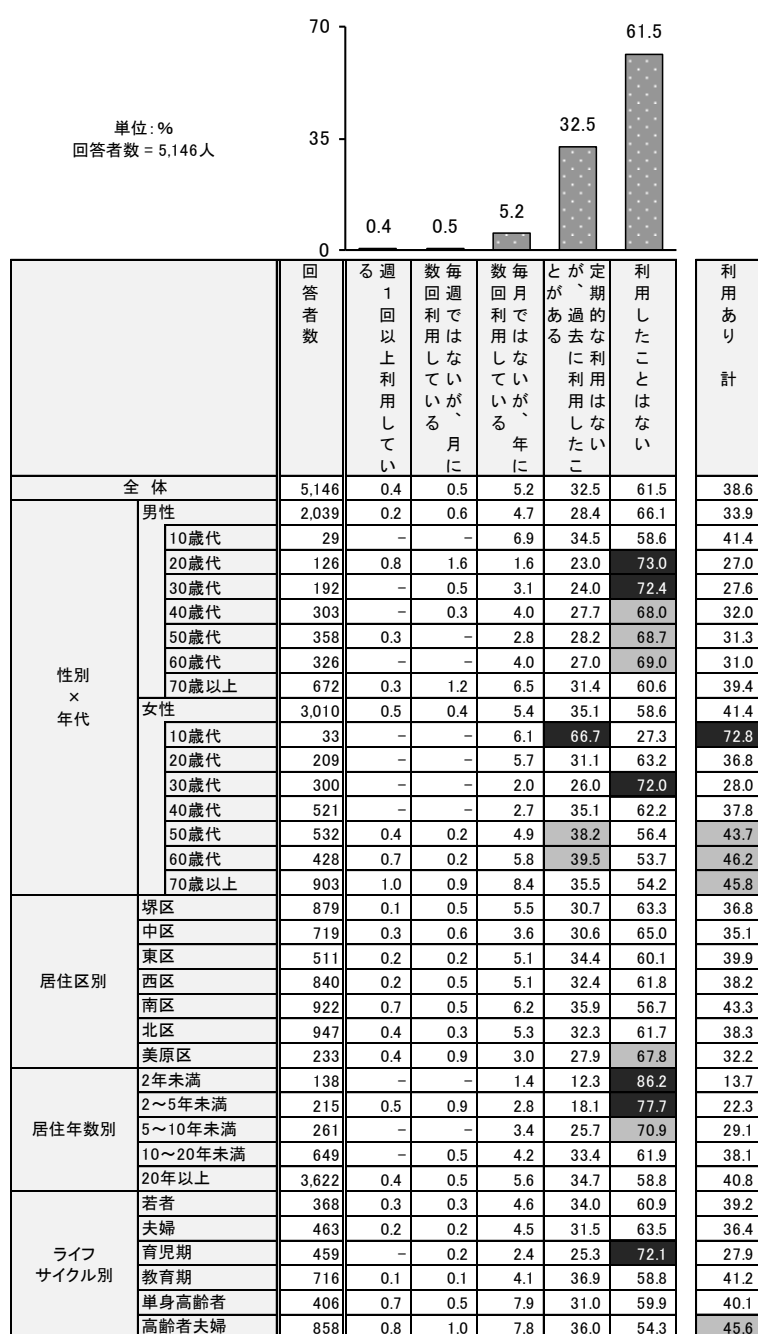 70
35
0
単位：%
回答者数 = 5,146人
0.4
0.5
5.2
32.5
61.5
回答者数
週1回以上利用している
毎週ではないが、月に数回利用している
毎月ではないが、年に数回利用している
定期的な利用はないが、過去に利用したことがある
利用したことはない
利用あり 計
全 体 5,146 0.4 0.5 5.2 32.5 61.5 38.6
性別×年代
男性 2,039 0.2 0.6 4.7 28.4 66.1 33.9
10歳代 29 － － 6.9 34.5 58.6 41.4
20歳代 126 0.8 1.6 1.6 23.0 73.0 27.0
30歳代 192 － 0.5 3.1 24.0 72.4 27.6
40歳代 303 － 0.3 4.0 27.7 68.0 32.0
50歳代 358 0.3 － 2.8 28.2 68.7 31.3
60歳代 326 － － 4.0 27.0 69.0 31.0
70歳以上 672 0.3 1.2 6.5 31.4 60.6 39.4
女性 3,010 0.5 0.4 5.4 35.1 58.6 41.4
10歳代 33 － － 6.1 66.7 27.3 72.8
20歳代 209 － － 5.7 31.1 63.2 36.8
30歳代 300 － － 2.0 26.0 72.0 28.0
40歳代 521 － － 2.7 35.1 62.2 37.8
50歳代 532 0.4 0.2 4.9 38.2 56.4 43.7
60歳代 428 0.7 0.2 5.8 39.5 53.7 46.2
70歳以上 903 1.0 0.9 8.4 35.5 54.2 45.8
居住区別
堺区 879 0.1 0.5 5.5 30.7 63.3 36.8
中区 719 0.3 0.6 3.6 30.6 65.0 35.1
東区 511 0.2 0.2 5.1 34.4 60.1 39.9
西区 840 0.2 0.5 5.1 32.4 61.8 38.2
南区 922 0.7 0.5 6.2 35.9 56.7 43.3
北区 947 0.4 0.3 5.3 32.3 61.7 38.3
美原区 233 0.4 0.9 3.0 27.9 67.8 32.2
居住年数別
2年未満 138 － － 1.4 12.3 86.2 13.7
2～5年未満 215 0.5 0.9 2.8 18.1 77.7 22.3
5～10年未満 261 － － 3.4 25.7 70.9 29.1
10～20年未満 649 － 0.5 4.2 33.4 61.9 38.1
20年以上 3,622 0.4 0.5 5.6 34.7 58.8 40.8
ライフサイクル別
若者 368 0.3 0.3 4.6 34.0 60.9 39.2
夫婦 463 0.2 0.2 4.5 31.5 63.5 36.4
育児期 459 － 0.2 2.4 25.3 72.1 27.9
教育期 716 0.1 0.1 4.1 36.9 58.8 41.2
単身高齢者 406 0.7 0.5 7.9 31.0 59.9 40.1
高齢者夫婦 858 0.8 1.0 7.8 36.0 54.3 45.6